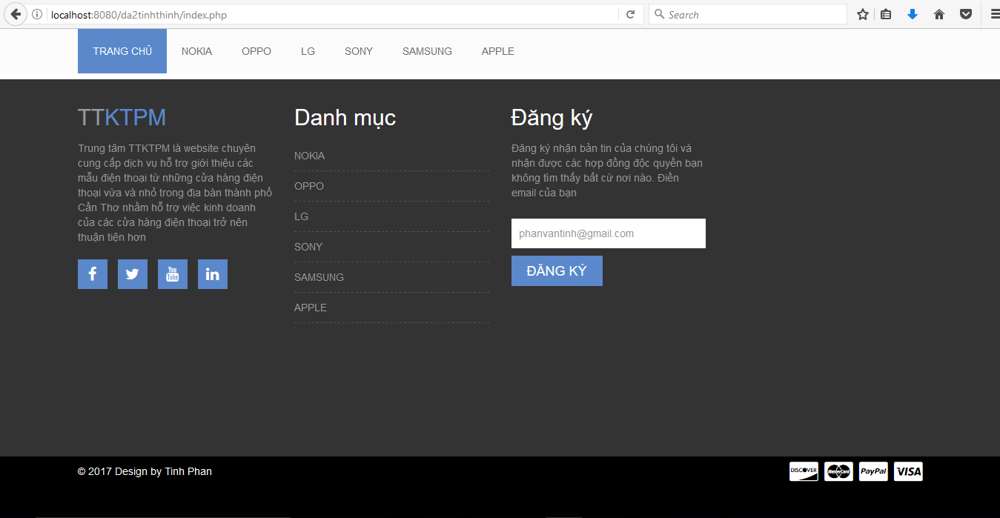 localhost:8080/da2tinhthinh/index.php
Search
TRANG CHỦ NOKIA OPPO LG SONY SAMSUNG APPLE
TTKTPM
Trung tâm TTKTPM là website chuyên
cung cấp dịch vụ hỗ trợ giới thiệu các
mẫu điện thoại từ những cửa hàng điện
thoại vừa và nhỏ trong địa bàn thành phố
Cần Thơ nhằm hỗ trợ việc kinh doanh
của các cửa hàng điện thoại trở nên
thuận tiện hơn
You
Tube
Danh mục
NOKIA
OPPO
LG
SONY
SAMSUNG
APPLE
Đăng ký
Đăng ký nhận bản tin của chúng tôi và
nhận được các hợp đồng độc quyền bạn
không tìm thấy bất cứ nơi nào. Điền
email của bạn
phanvantinh@gmail.com
ĐĂNG KÝ
© 2017 Design by Tinh Phan
DISCOVER MasterCard PayPal VISA